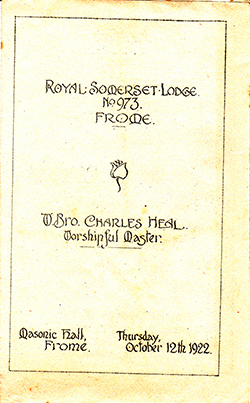 ROYAL·SOMERSET·LODGE.
No 973.
FROME.
W.Bro. CHARLES HEAL.
Worshipful Master.
Masonic Hall, Thursday,
Frome. October 12th 1922.